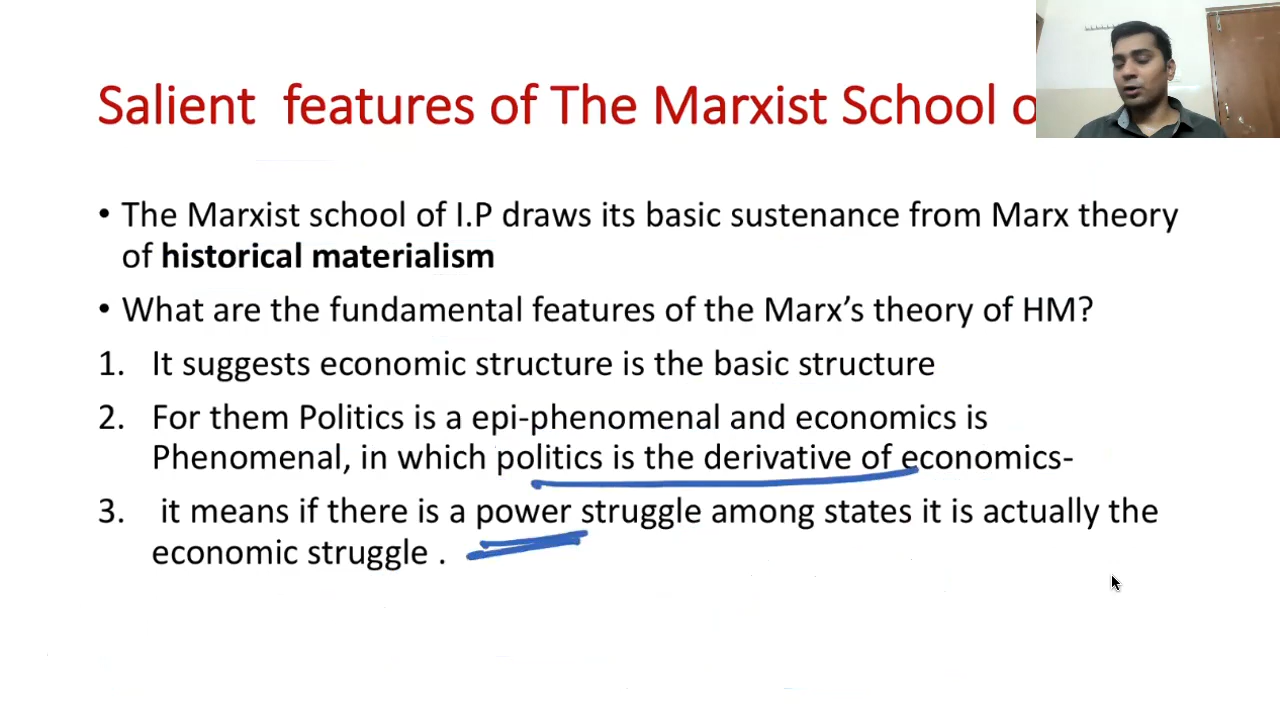 Salient features of The Marxist School o
• The Marxist school of I.P draws its basic sustenance from Marx theory
of historical materialism
• What are the fundamental features of the Marx’s theory of HM?
1. It suggests economic structure is the basic structure
2. For them Politics is a epi-phenomenal and economics is
Phenomenal, in which politics is the derivative of economics-
3. it means if there is a power struggle among states it is actually the
economic struggle .